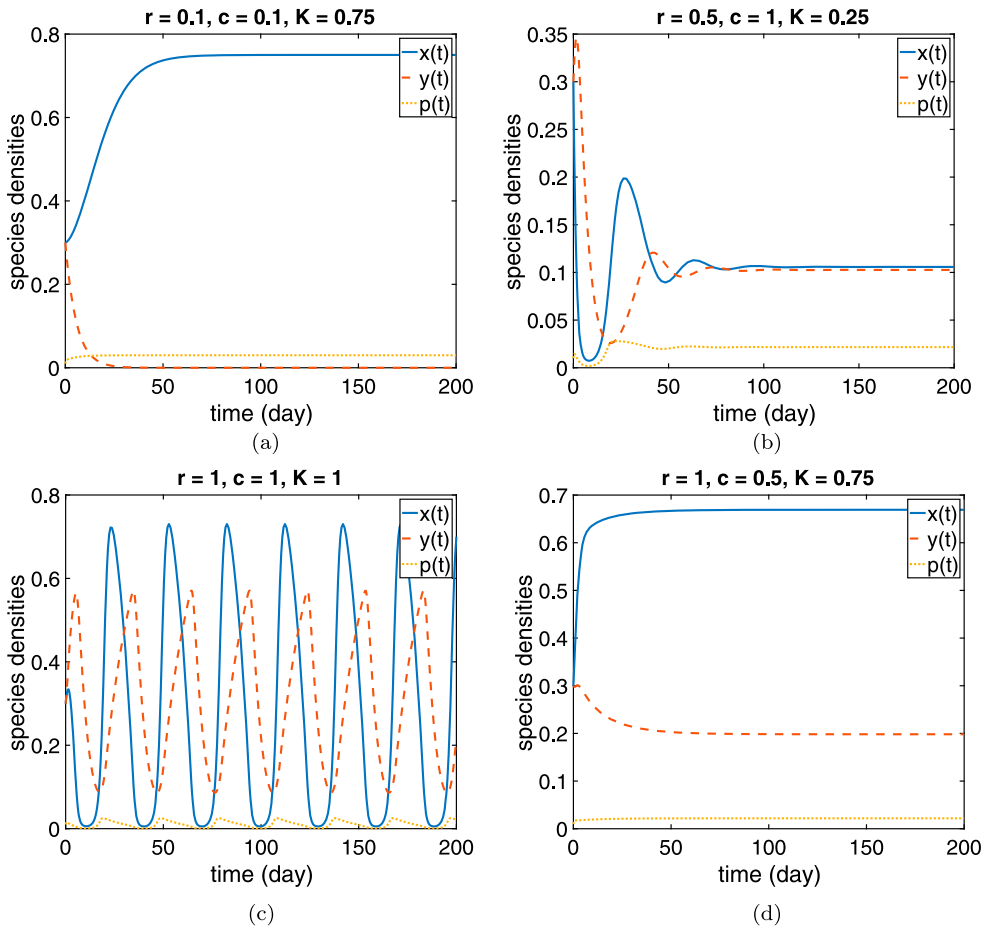 r = 0.1, c = 0.1, K = 0.75
0.8
0.6
0.4
0.2
0
species densities
x(t)
y(t)
p(t)
0 50 100 150 200
time (day)
(a)
r = 0.5, c = 1, K = 0.25
0.35
0.3
0.25
0.2
0.15
0.1
0.05
0
species densities
x(t)
y(t)
p(t)
0 50 100 150 200
time (day)
(b)
r = 1, c = 1, K = 1
0.8
0.6
0.4
0.2
0
species densities
x(t)
y(t)
p(t)
0 50 100 150 200
time (day)
(c)
r = 1, c = 0.5, K = 0.75
0.7
0.6
0.5
0.4
0.3
0.2
0.1
0
species densities
x(t)
y(t)
p(t)
0 50 100 150 200
time (day)
(d)